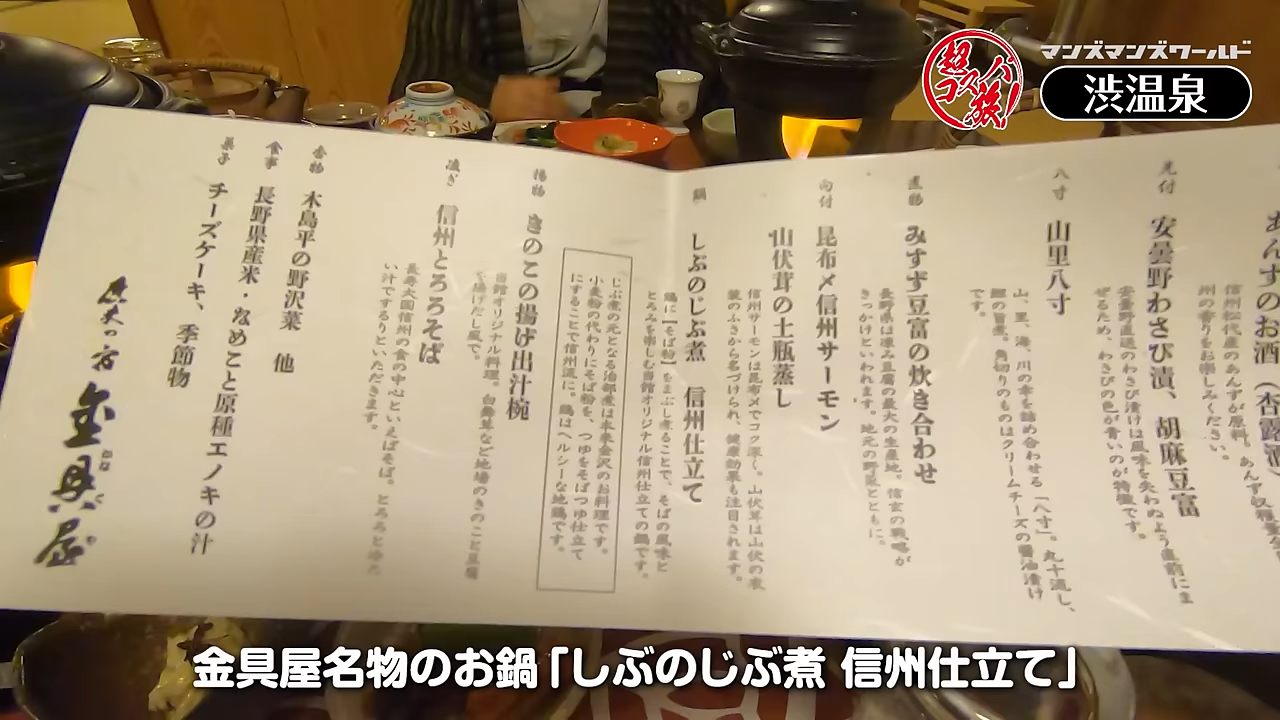 超コスパ旅!
マンズマンズワールド
渋温泉
あんずのお酒(杏露酒)
信州松代産のあんずが原料。あんず収穫量全
州の香りをお楽しみください。
先付
安曇野わさび漬、胡麻豆富
安曇野直送のわさび漬けは風味を失わぬよう直前にま
ぜるため、わさびの色が青いのが特徴です。
八寸
山里八寸
山、里、海、川の幸を詰め合わせる「八寸」。丸十流し、
鯉の旨煮。角切りのものはクリームチーズの醤油漬け
です。
直鰺
みすず豆富の炊き合わせ
長野県は凍み豆腐の最大の生産地。信玄の戦略が
きっかけといわれます。地元の野菜とともに。
向付
昆布〆信州サーモン
山伏茸の土瓶蒸し
信州サーモンは昆布〆でコク深く。山伏茸は山伏の衣
装のふさから名づけられ、健康効果も注目されます。
鍋
しぶのじぶ煮 信州仕立て
鶏に【そば粉】をまぶし煮ることで、そばの風味と
とろみを楽しむ当館オリジナル信州仕立ての鍋です。
じぶ煮の元となる治部煮は本来金沢のお料理です。
小麦粉の代わりにそば粉を、つゆをそばつゆ仕立て
にすることで信州流に。鶏はヘルシーな地鶏です。
揚物
きのこの揚げ出汁椀
当館オリジナル料理。白舞茸など地場のきのこと豆腐
を揚げだし風で。
凌ぎ
信州とろろそば
長寿大国信州の食の中心といえばそば。とろろと冷た
い汁でするりといただきます。
香物
木島平の野沢菜 他
食事
長野県産米・なめこと原種エノキの汁
菓子
チーズケーキ、季節物
金具屋
かな ぐ
金具屋名物のお鍋「しぶのじぶ煮 信州仕立て」